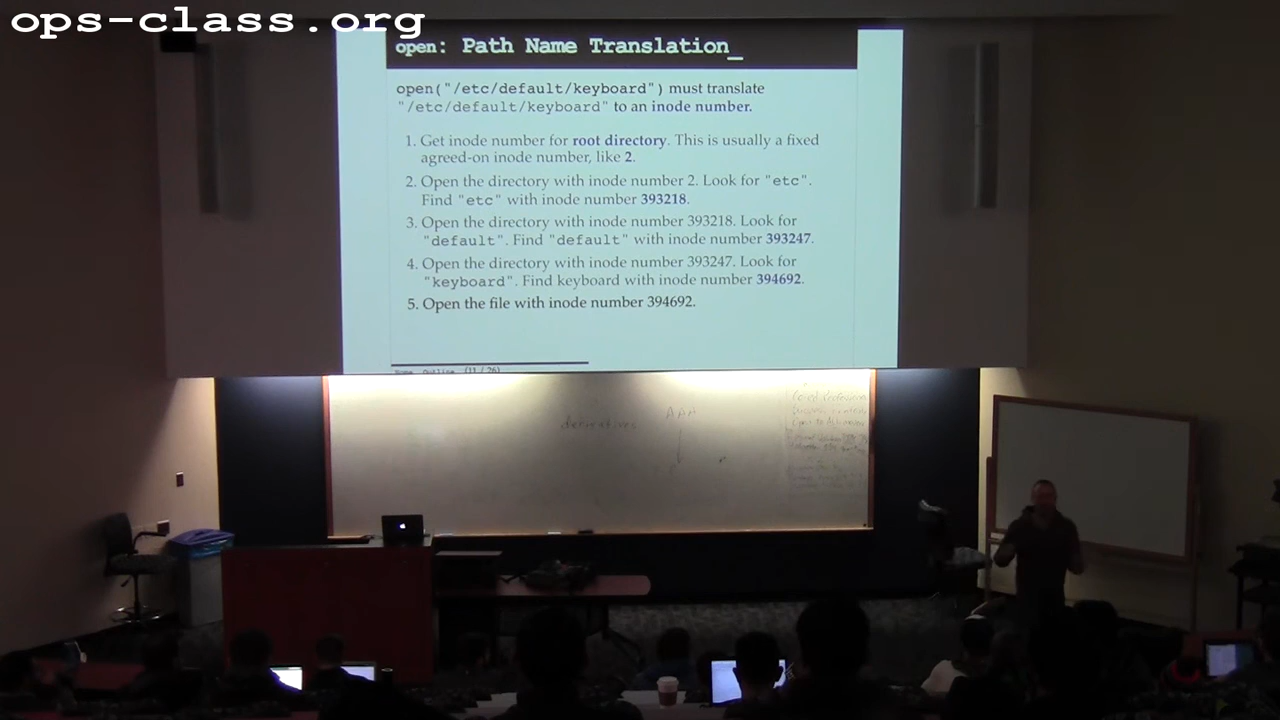 ops-class.org
open: Path Name Translation_
open("/etc/default/keyboard") must translate
"/etc/default/keyboard" to an inode number.
1. Get inode number for root directory. This is usually a fixed
agreed-on inode number, like 2.
2. Open the directory with inode number 2. Look for "etc".
Find "etc" with inode number 393218.
3. Open the directory with inode number 393218. Look for
"default". Find "default" with inode number 393247.
4. Open the directory with inode number 393247. Look for
"keyboard". Find keyboard with inode number 394692.
5. Open the file with inode number 394692.
Home Outline (11 / 26)
derivatives